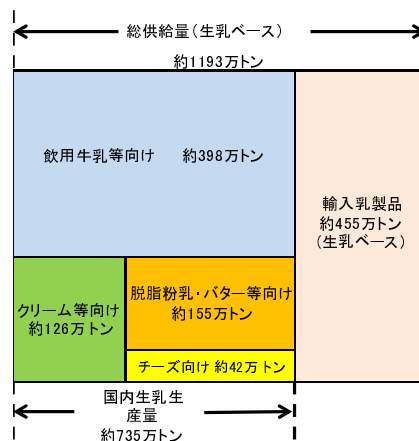 総供給量（生乳ベース）
約1193万トン
飲用牛乳等向け　約398万トン
輸入乳製品
約455万トン
（生乳ベース）
クリーム等向け
約126万トン
脱脂粉乳・バター等向け
約155万トン
チーズ向け 約42万トン
国内生乳生
産量
約735万トン